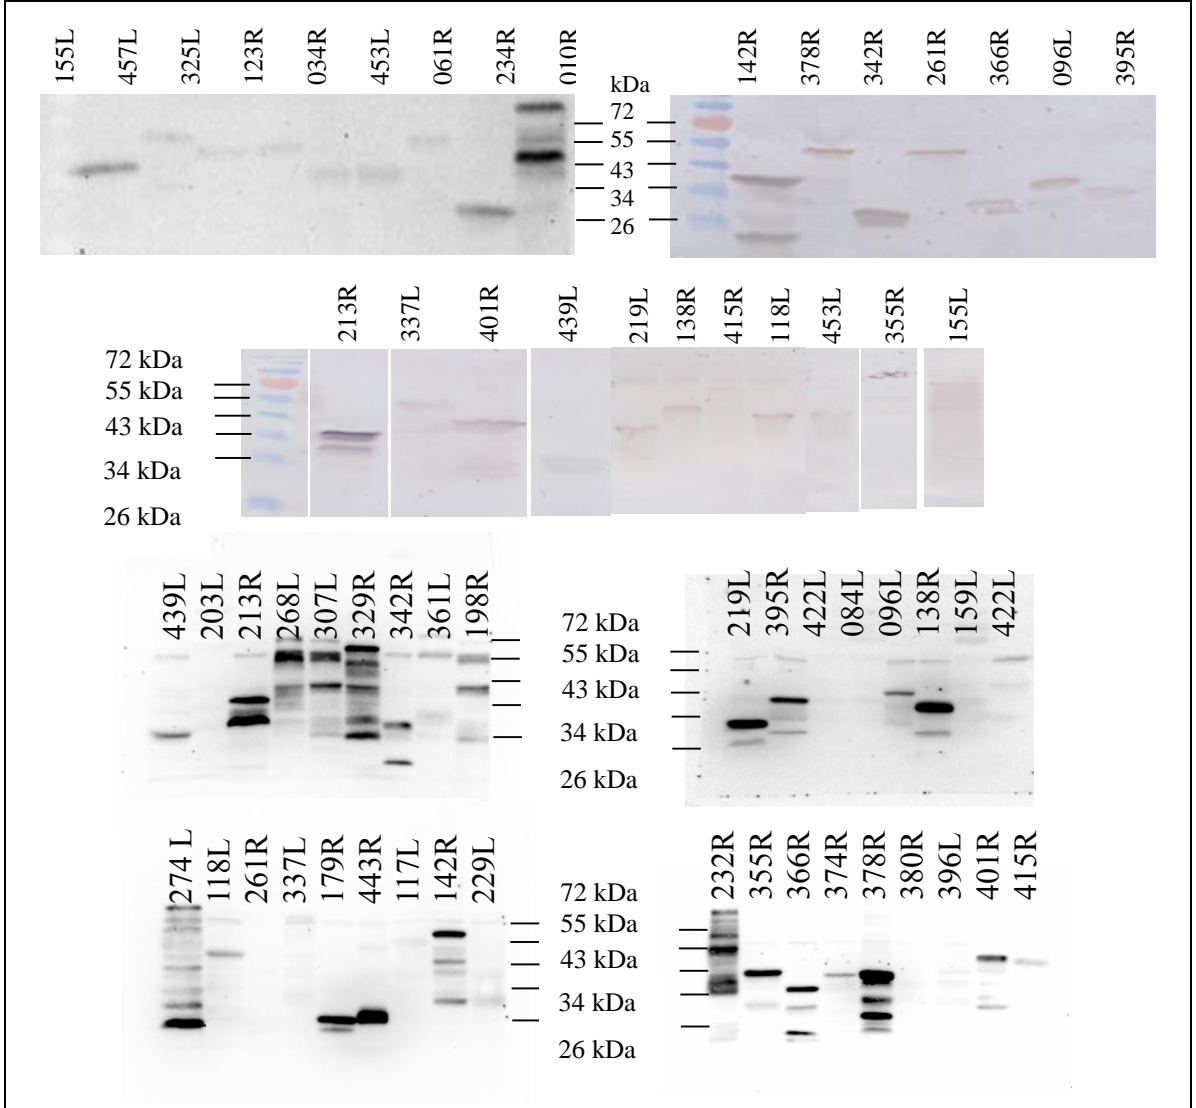 155L 457L 325L 123R 034R 453L 061R 234R 010R
142R 378R 342R 261R 366R 096L 395R
kDa
72
55
43
34
26
213R 337L 401R 439L 219L 138R 415R 118L 453L 355R 155L
72 kDa
55 kDa
43 kDa
34 kDa
26 kDa
439L 203L 213R 268L 307L 329R 342R 361L 198R
72 kDa
55 kDa
43 kDa
34 kDa
26 kDa
219L 395R 422L 084L 096L 138R 159L 422L
274 L 118L 261R 337L 179R 443R 117L 142R 229L
72 kDa
55 kDa
43 kDa
34 kDa
26 kDa
232R 355R 366R 374R 378R 380R 396L 401R 415R